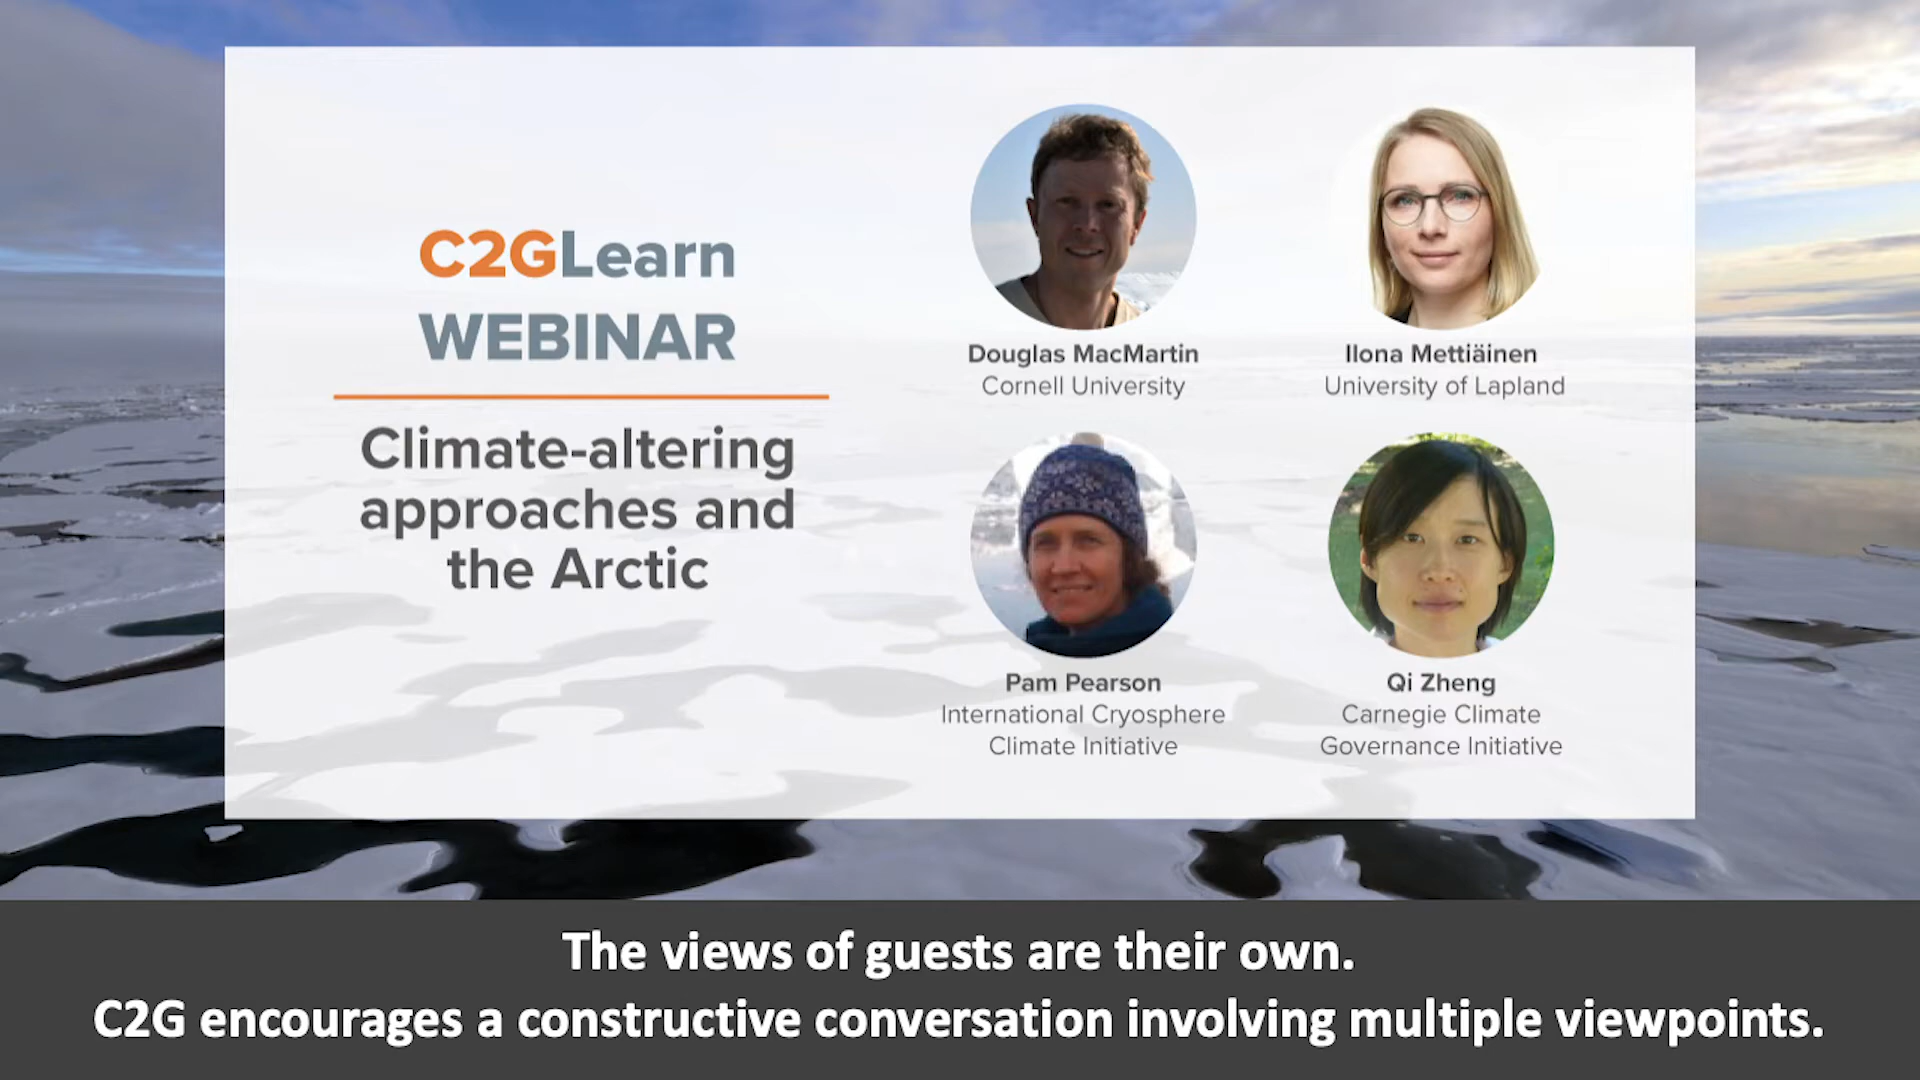 C2GLearn
WEBINAR
Climate-altering
approaches and
the Arctic
Douglas MacMartin
Cornell University
Ilona Mettiäinen
University of Lapland
Pam Pearson
International Cryosphere
Climate Initiative
Qi Zheng
Carnegie Climate
Governance Initiative
The views of guests are their own.
C2G encourages a constructive conversation involving multiple viewpoints.